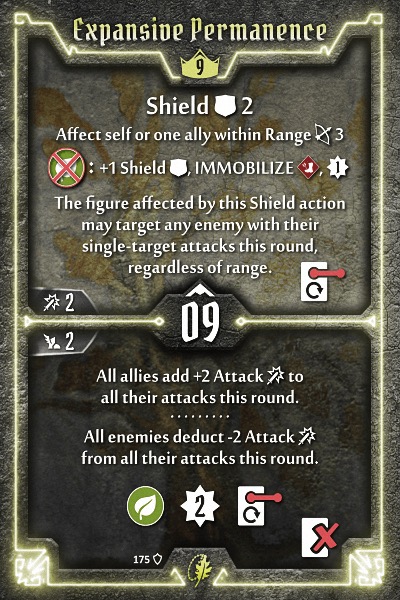 Expansive Permanence
9
Shield 2
Affect self or one ally within Range 3
: +1 Shield , IMMOBILIZE , 1
The figure affected by this Shield action
may target any enemy with their
single-target attacks this round,
regardless of range.
2
09
2
All allies add +2 Attack to
all their attacks this round.
All enemies deduct -2 Attack
from all their attacks this round.
2
175